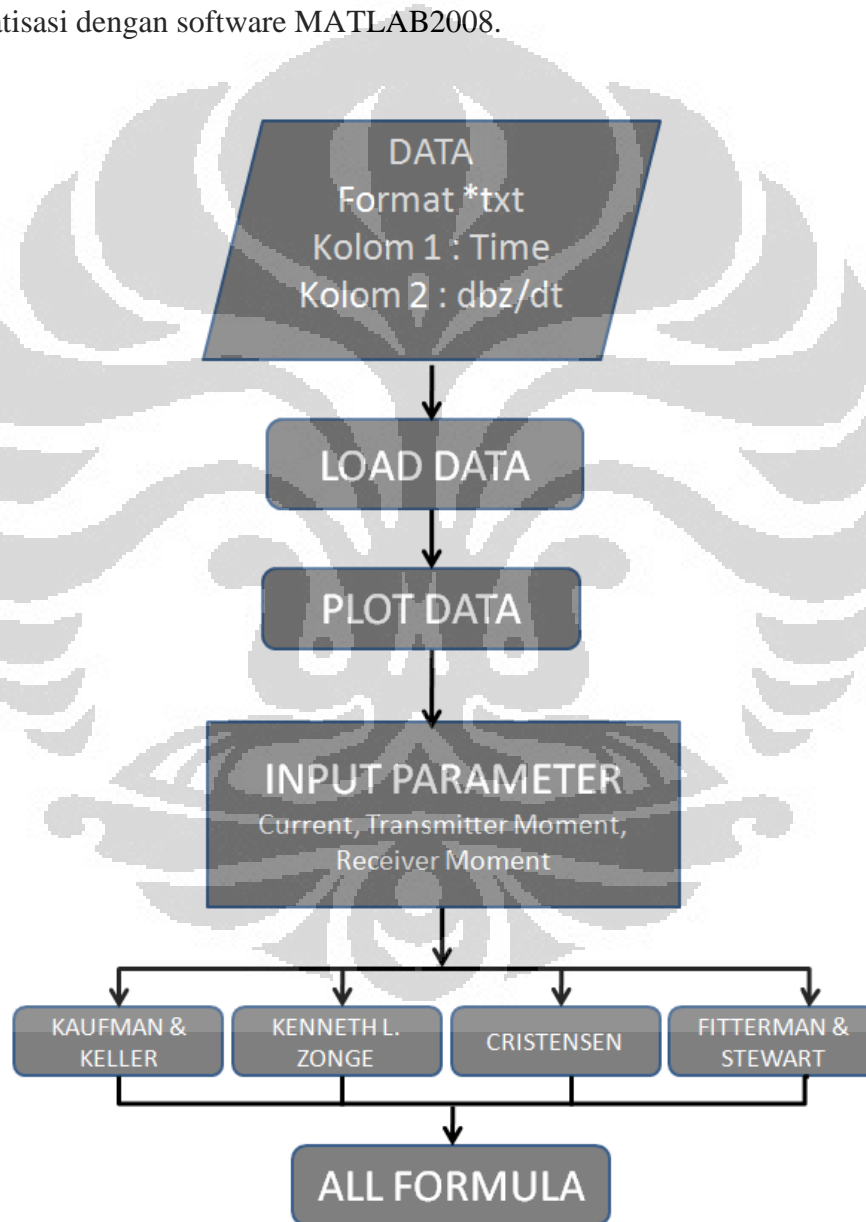 atisasi dengan software MATLAB2008.
DATA
Format *txt
Kolom 1 : Time
Kolom 2 : dbz/dt
LOAD DATA
PLOT DATA
INPUT PARAMETER
Current, Transmitter Moment,
Receiver Moment
KAUFMAN &
KELLER
KENNETH L.
ZONGE
CRISTENSEN
FITTERMAN &
STEWART
ALL FORMULA